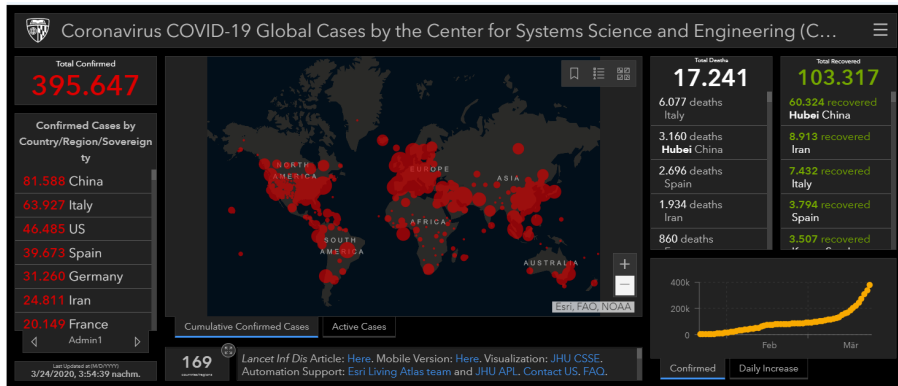 Coronavirus COVID-19 Global Cases by the Center for Systems Science and Engineering (C...
Total Confirmed
395.647
Confirmed Cases by
Country/Region/Sovereign
ty
81.588 China
63.927 Italy
46.485 US
39.673 Spain
31.260 Germany
24.811 Iran
20.149 France
Admin1
Last Updated at (M/D/YYYY)
3/24/2020, 3:54:39 nachm.
NORTH
AMERICA
EUROPE
ASIA
AFRICA
SOUTH
AMERICA
AUSTRALIA
Esri, FAO, NOAA
Cumulative Confirmed Cases
Active Cases
169
countries/regions
Lancet Inf Dis Article: Here. Mobile Version: Here. Visualization: JHU CSSE.
Automation Support: Esri Living Atlas team and JHU APL. Contact US. FAQ.
Total Deaths
17.241
6.077 deaths
Italy
3.160 deaths
Hubei China
2.696 deaths
Spain
1.934 deaths
Iran
860 deaths
Total Recovered
103.317
60.324 recovered
Hubei China
8.913 recovered
Iran
7.432 recovered
Italy
3.794 recovered
Spain
3.507 recovered
400k
200k
0
Feb
Mär
Confirmed
Daily Increase